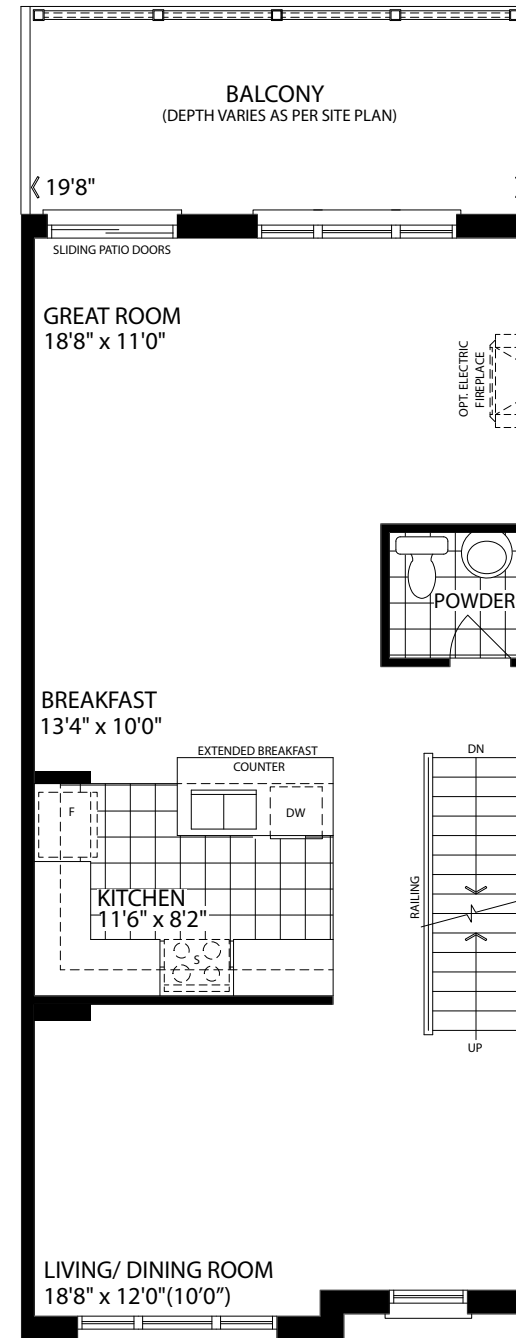 BALCONY
(DEPTH VARIES AS PER SITE PLAN)
19'8"
SLIDING PATIO DOORS
GREAT ROOM
18'8" x 11'0"
OPT. ELECTRIC
FIREPLACE
POWDER
BREAKFAST
13'4" x 10'0"
EXTENDED BREAKFAST
COUNTER
DN
F
DW
KITCHEN
11'6" x 8'2"
RAILING
S
UP
LIVING/ DINING ROOM
18'8" x 12'0"(10'0")